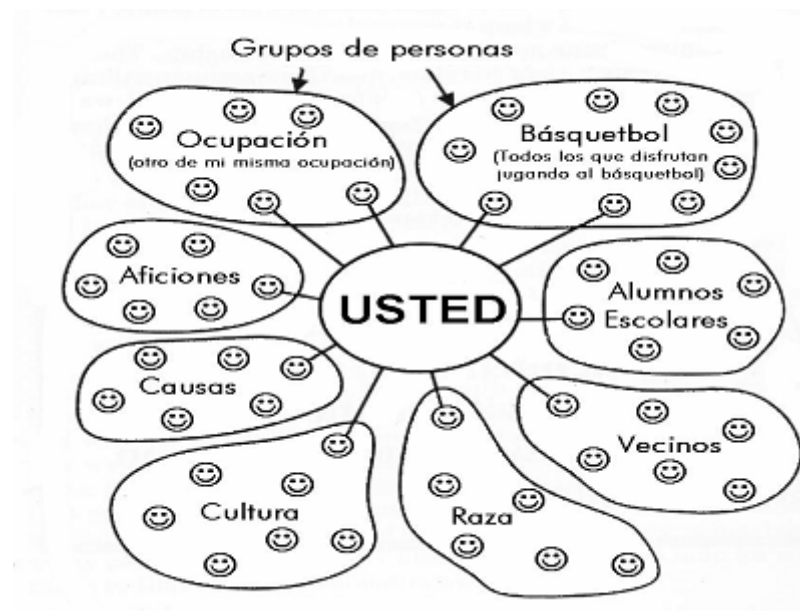 Grupos de personas
Ocupación
(otro de mi misma ocupación)
Básquetbol
(Todos los que disfrutan
jugando al básquetbol)
Aficiones
USTED
Alumnos
Escolares
Causas
Vecinos
Cultura
Raza